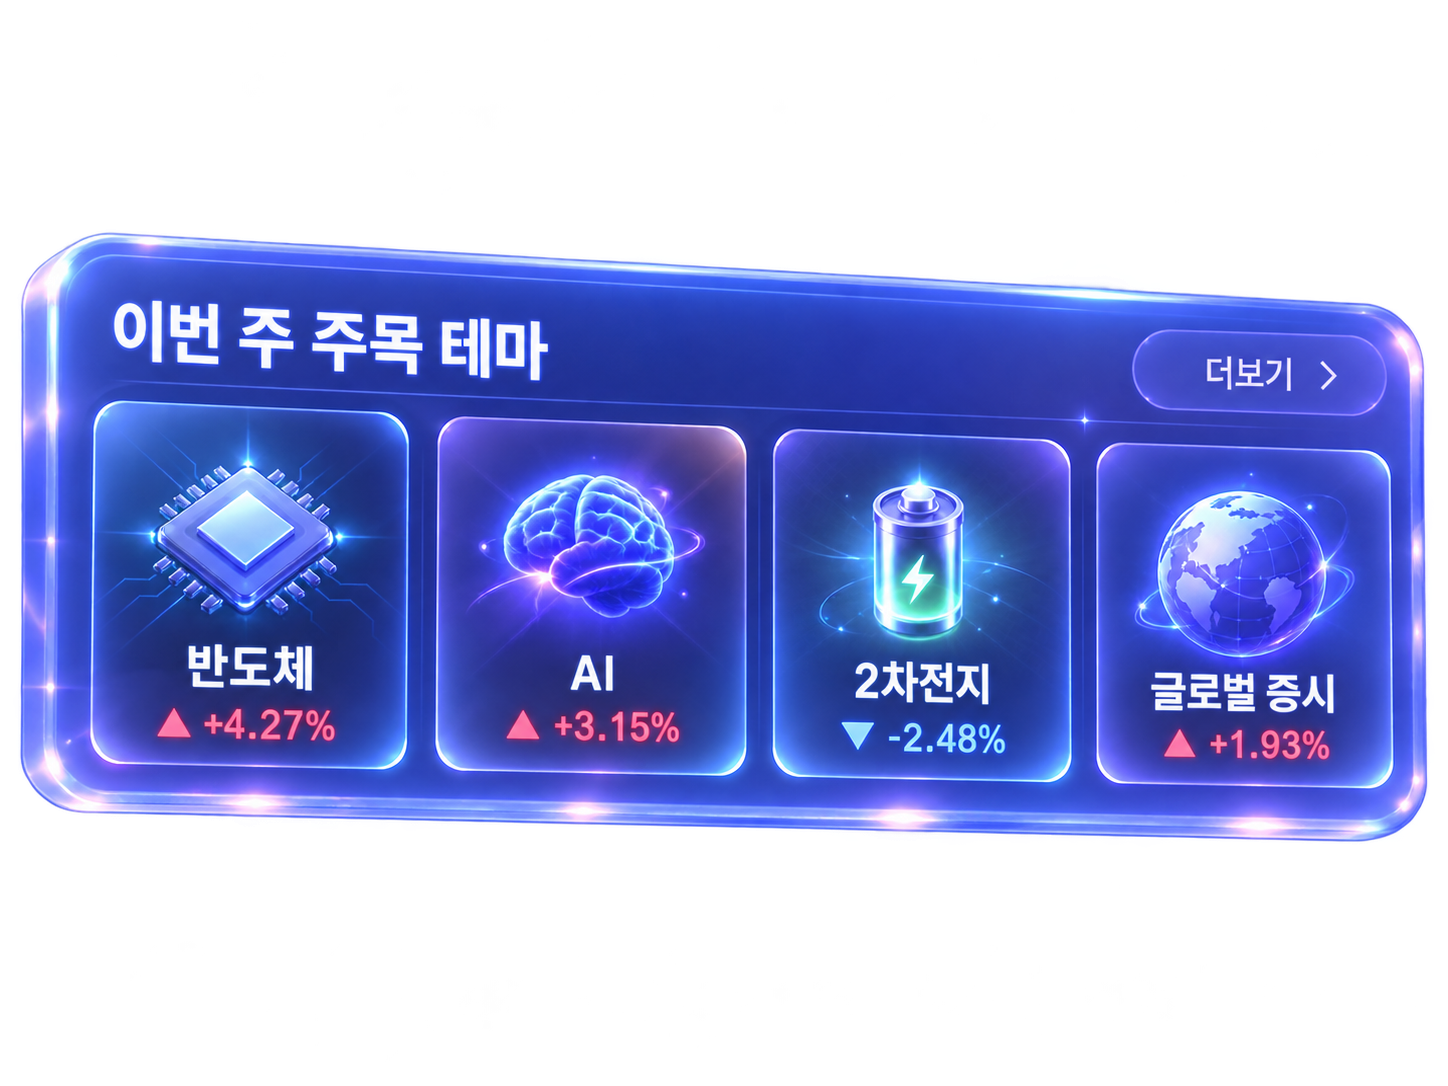 이번 주 주목 테마
더보기 >
반도체
▲ +4.27%
AI
▲ +3.15%
2차전지
▼ -2.48%
글로벌 증시
▲ +1.93%